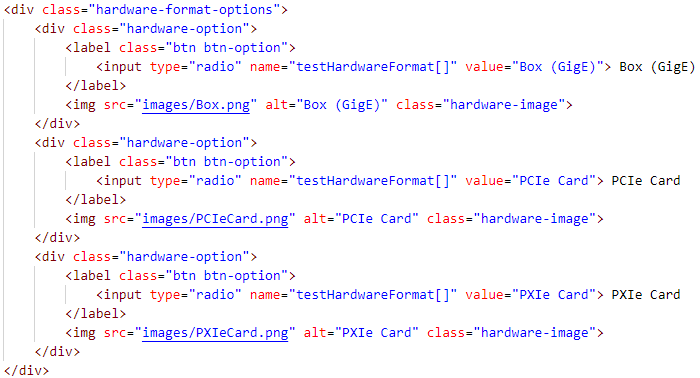 <div class="hardware-format-options">
    <div class="hardware-option">
        <label class="btn btn-option">
            <input type="radio" name="testHardwareFormat[]" value="Box (GigE)"> Box (GigE)
        </label>
        <img src="images/Box.png" alt="Box (GigE)" class="hardware-image">
    </div>
    <div class="hardware-option">
        <label class="btn btn-option">
            <input type="radio" name="testHardwareFormat[]" value="PCIe Card"> PCIe Card
        </label>
        <img src="images/PCIeCard.png" alt="PCIe Card" class="hardware-image">
    </div>
    <div class="hardware-option">
        <label class="btn btn-option">
            <input type="radio" name="testHardwareFormat[]" value="PXIe Card"> PXIe Card
        </label>
        <img src="images/PXIeCard.png" alt="PXIe Card" class="hardware-image">
    </div>
</div>